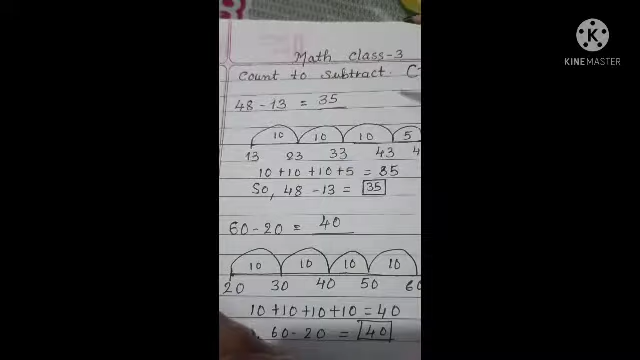 KINEMASTER
Math class-3
Count to subtract. C
48 - 13 = 35
10 10 10 5
13 23 33 43 4
10 + 10 + 10 + 5 = 35
So, 48 - 13 = 35
60 - 20 = 40
10 10 10 10
20 30 40 50 60
10 + 10 + 10 + 10 = 40
60 - 20 = 40